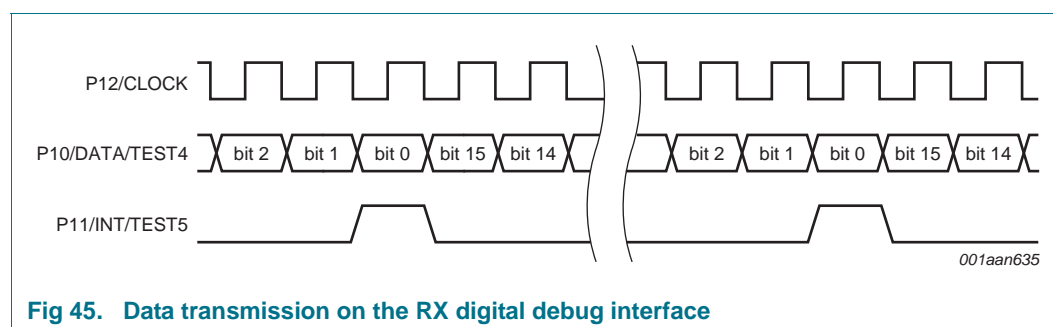 P12/CLOCK
P10/DATA/TEST4 bit 2 bit 1 bit 0 bit 15 bit 14 bit 2 bit 1 bit 0 bit 15 bit 14
P11/INT/TEST5
001aan635
Fig 45. Data transmission on the RX digital debug interface